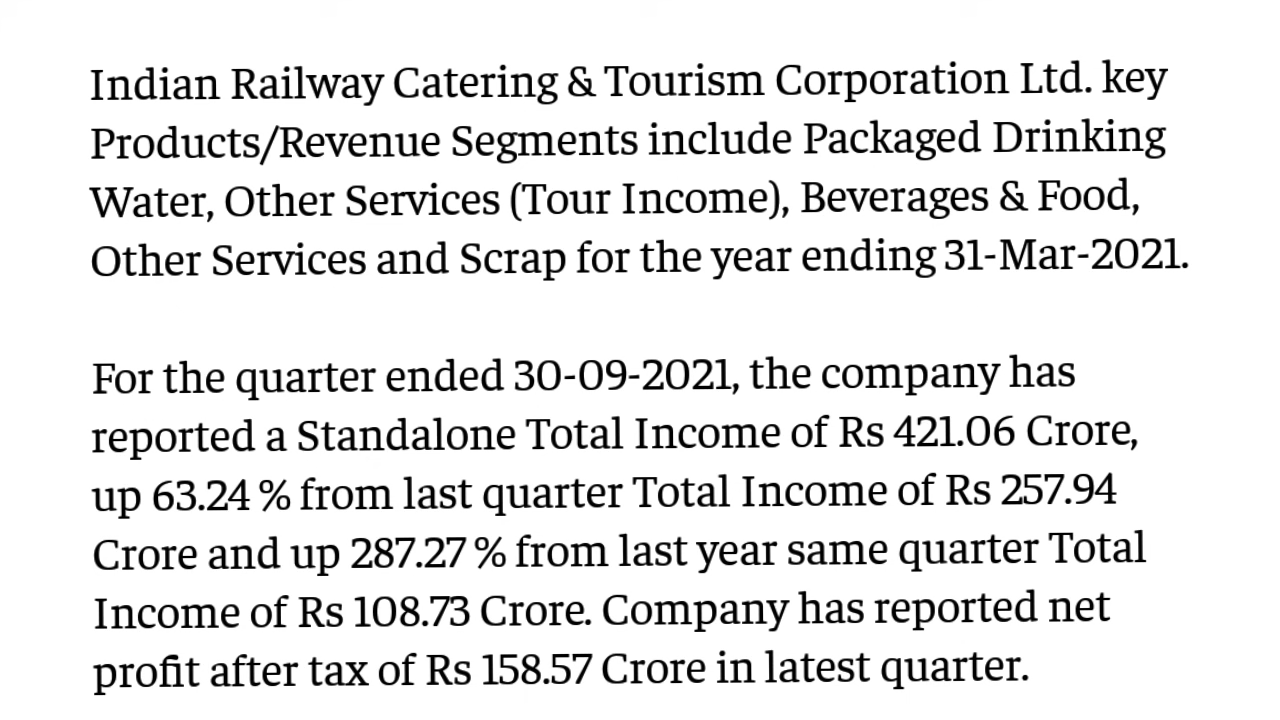 Indian Railway Catering & Tourism Corporation Ltd. key
Products/Revenue Segments include Packaged Drinking
Water, Other Services (Tour Income), Beverages & Food,
Other Services and Scrap for the year ending 31-Mar-2021.
For the quarter ended 30-09-2021, the company has
reported a Standalone Total Income of Rs 421.06 Crore,
up 63.24 % from last quarter Total Income of Rs 257.94
Crore and up 287.27 % from last year same quarter Total
Income of Rs 108.73 Crore. Company has reported net
profit after tax of Rs 158.57 Crore in latest quarter.